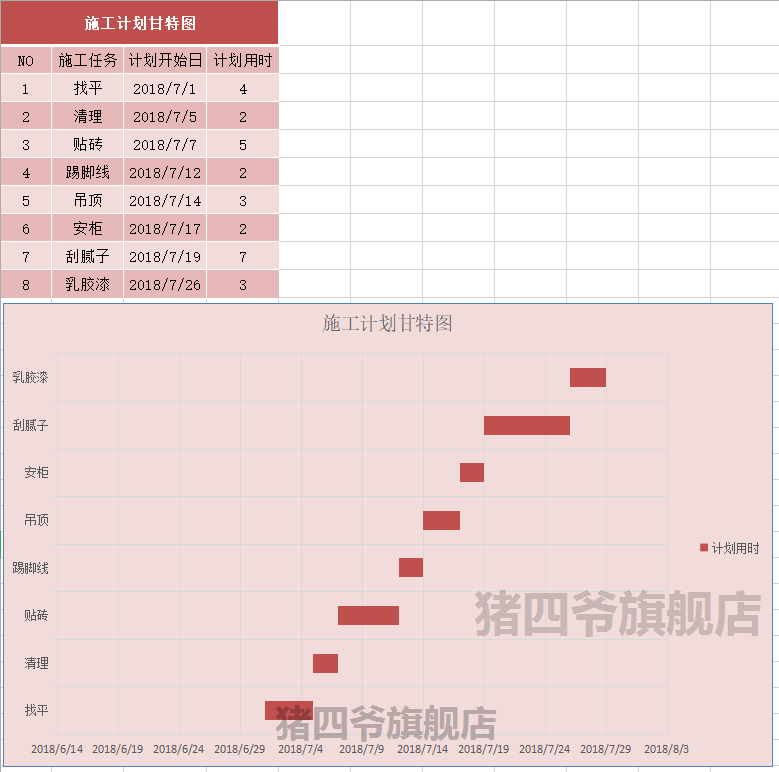 施工计划甘特图
NO 施工任务 计划开始日 计划用时
1 找平 2018/7/1 4
2 清理 2018/7/5 2
3 贴砖 2018/7/7 5
4 踢脚线 2018/7/12 2
5 吊顶 2018/7/14 3
6 安柜 2018/7/17 2
7 刮腻子 2018/7/19 7
8 乳胶漆 2018/7/26 3
施工计划甘特图
乳胶漆
刮腻子
安柜
吊顶
踢脚线
计划用时
贴砖
猪四爷旗舰店
清理
找平
猪四爷旗舰店
2018/6/14 2018/6/19 2018/6/24 2018/6/29 2018/7/4 2018/7/9 2018/7/14 2018/7/19 2018/7/24 2018/7/29 2018/8/3